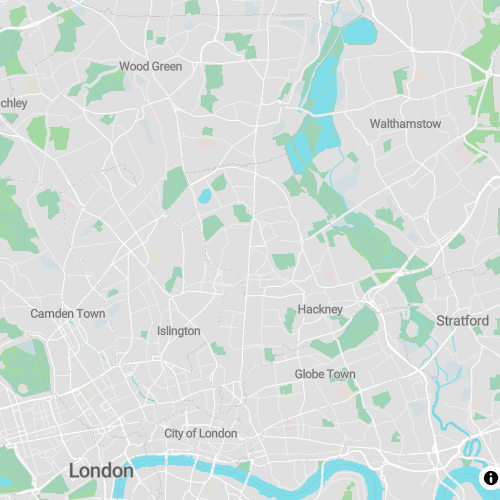 Wood Green
chley
Walthamstow
Camden Town
Hackney
Stratford
Islington
Globe Town
City of London
London